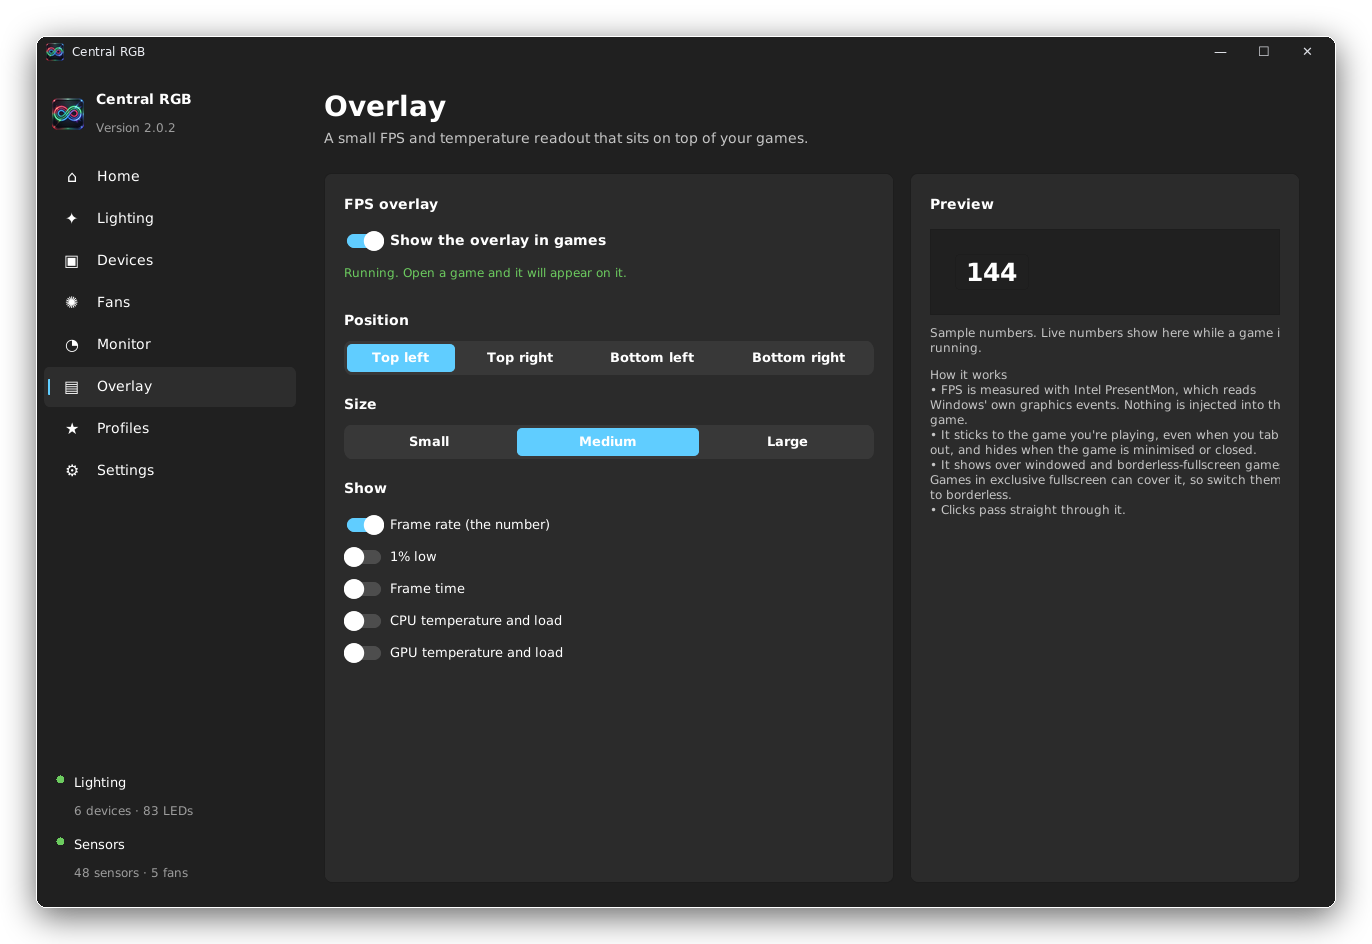 Central RGB
Central RGB
Version 2.0.2
Home
Lighting
Devices
Fans
Monitor
Overlay
Profiles
Settings
Lighting
6 devices · 83 LEDs
Sensors
48 sensors · 5 fans
Overlay
A small FPS and temperature readout that sits on top of your games.
FPS overlay
Show the overlay in games
Running. Open a game and it will appear on it.
Position
Top left Top right Bottom left Bottom right
Size
Small Medium Large
Show
Frame rate (the number)
1% low
Frame time
CPU temperature and load
GPU temperature and load
Preview
144
Sample numbers. Live numbers show here while a game i
running.
How it works
• FPS is measured with Intel PresentMon, which reads
Windows' own graphics events. Nothing is injected into th
game.
• It sticks to the game you're playing, even when you tab
out, and hides when the game is minimised or closed.
• It shows over windowed and borderless-fullscreen game
Games in exclusive fullscreen can cover it, so switch them
to borderless.
• Clicks pass straight through it.